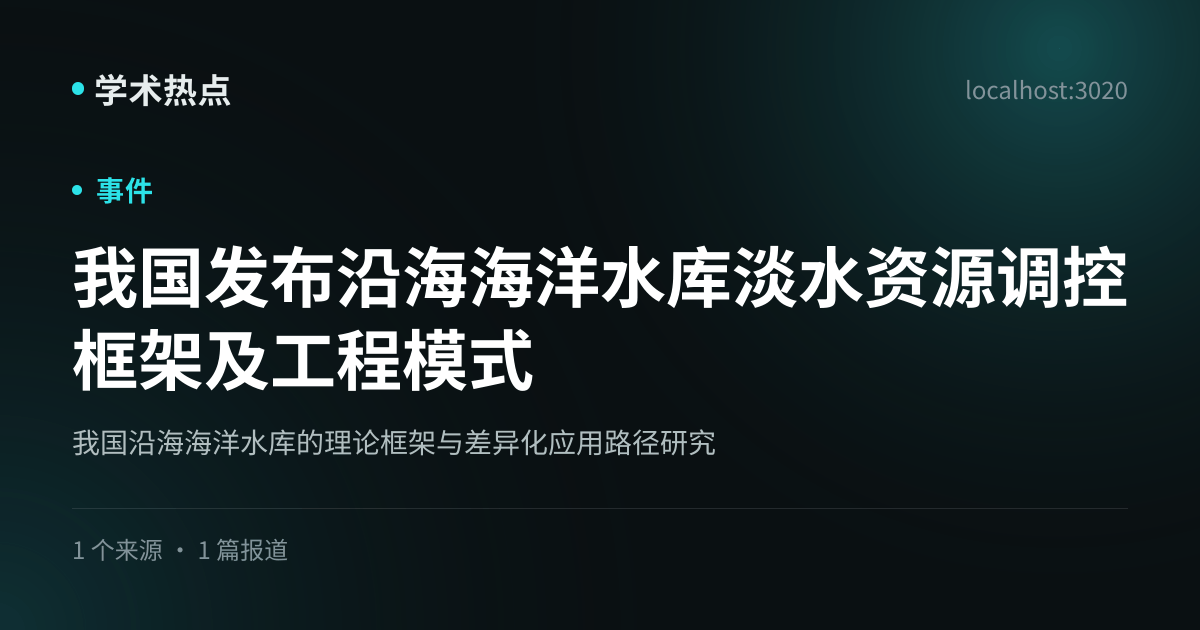 学术热点
localhost:3020
事件
我国发布沿海海洋水库淡水资源调控
框架及工程模式
我国沿海海洋水库的理论框架与差异化应用路径研究
1 个来源 · 1 篇报道